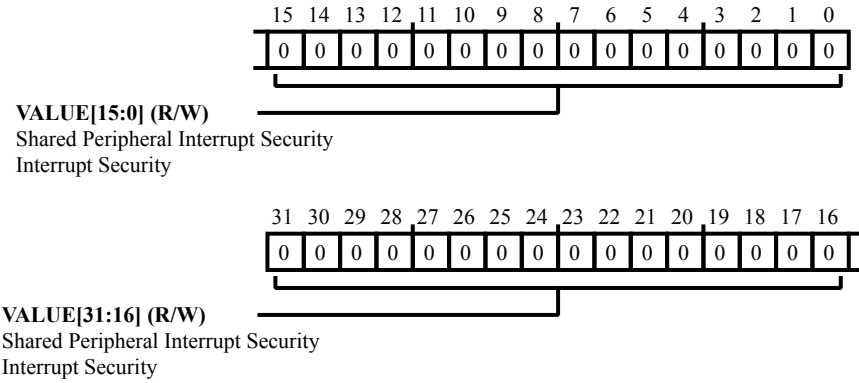 15 14 13 12 11 10 9 8 7 6 5 4 3 2 1 0
0 0 0 0 0 0 0 0 0 0 0 0 0 0 0 0
VALUE[15:0] (R/W)
Shared Peripheral Interrupt Security
Interrupt Security
31 30 29 28 27 26 25 24 23 22 21 20 19 18 17 16
0 0 0 0 0 0 0 0 0 0 0 0 0 0 0 0
VALUE[31:16] (R/W)
Shared Peripheral Interrupt Security
Interrupt Security